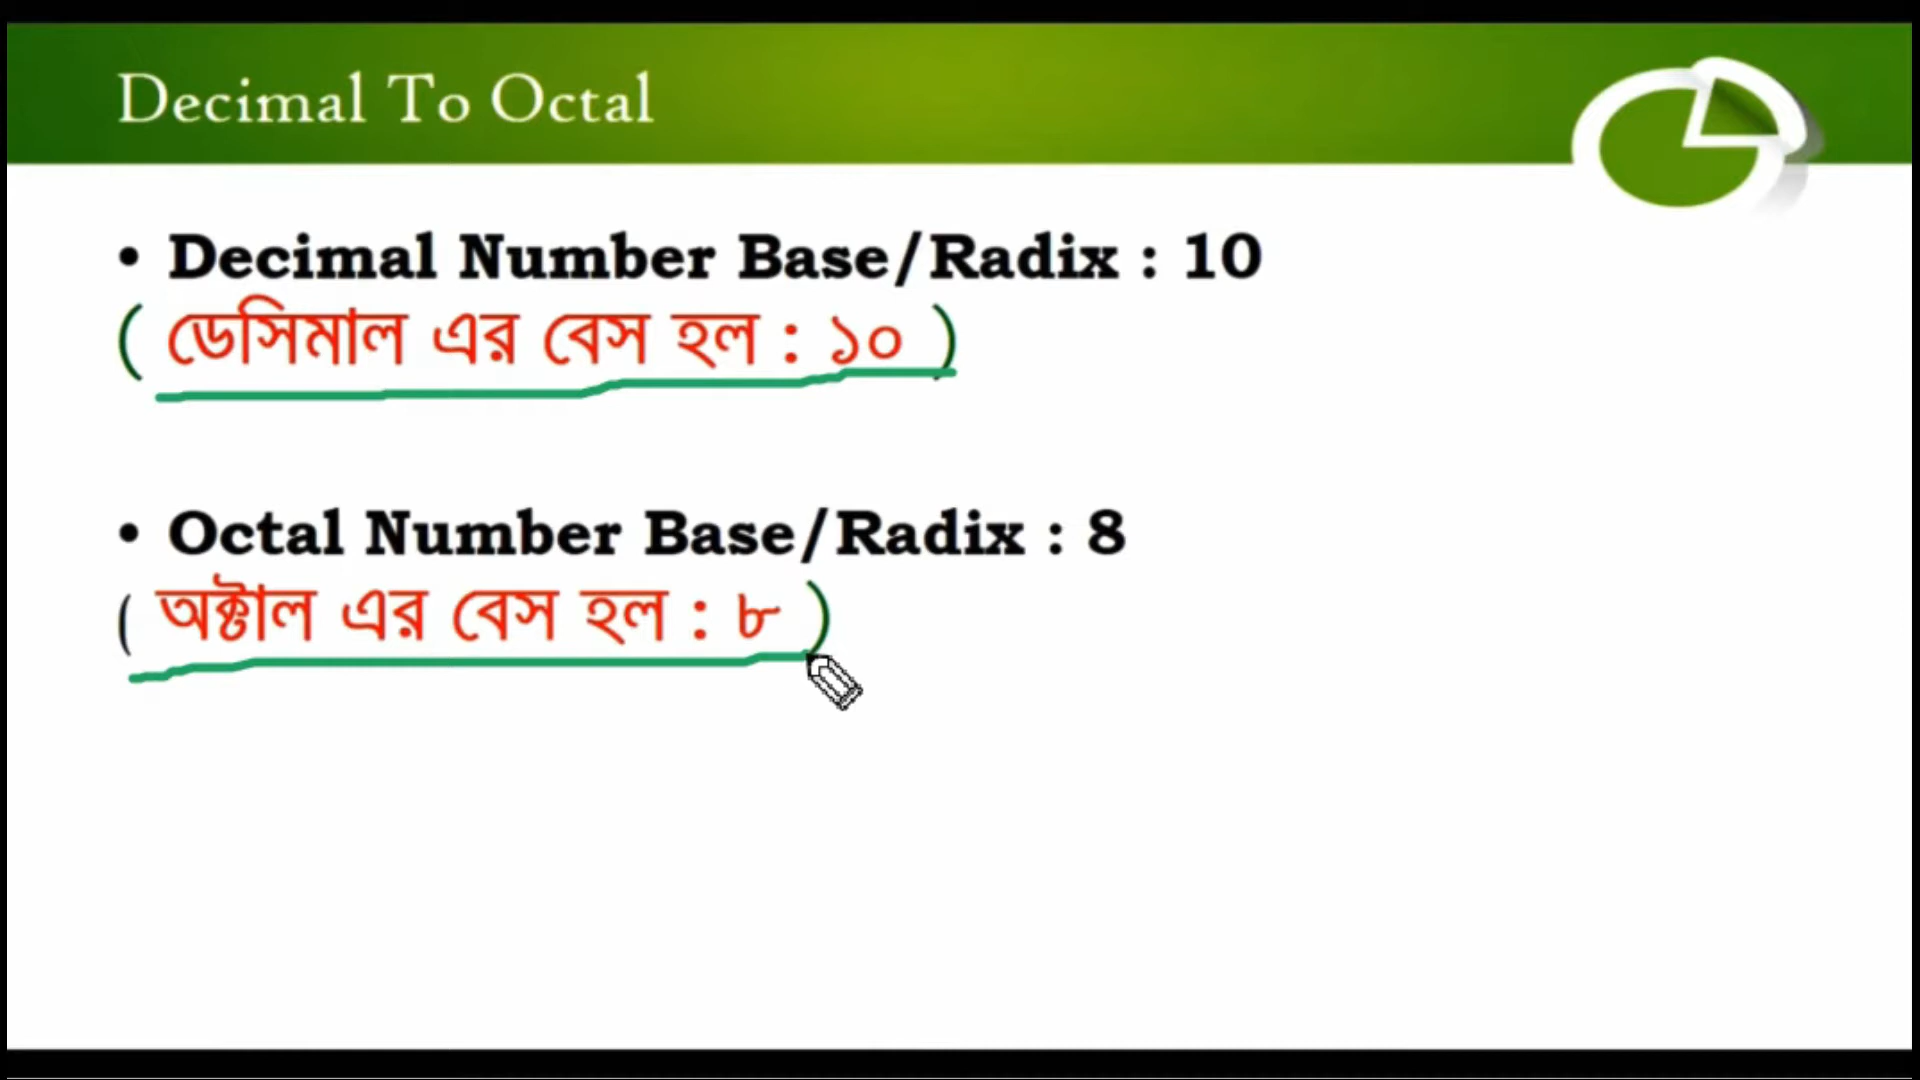 Decimal To Octal
• Decimal Number Base/Radix : 10
( ডেসিমাল এর বেস হল : ১০ )
• Octal Number Base/Radix : 8
( অক্টাল এর বেস হল : ৮ )